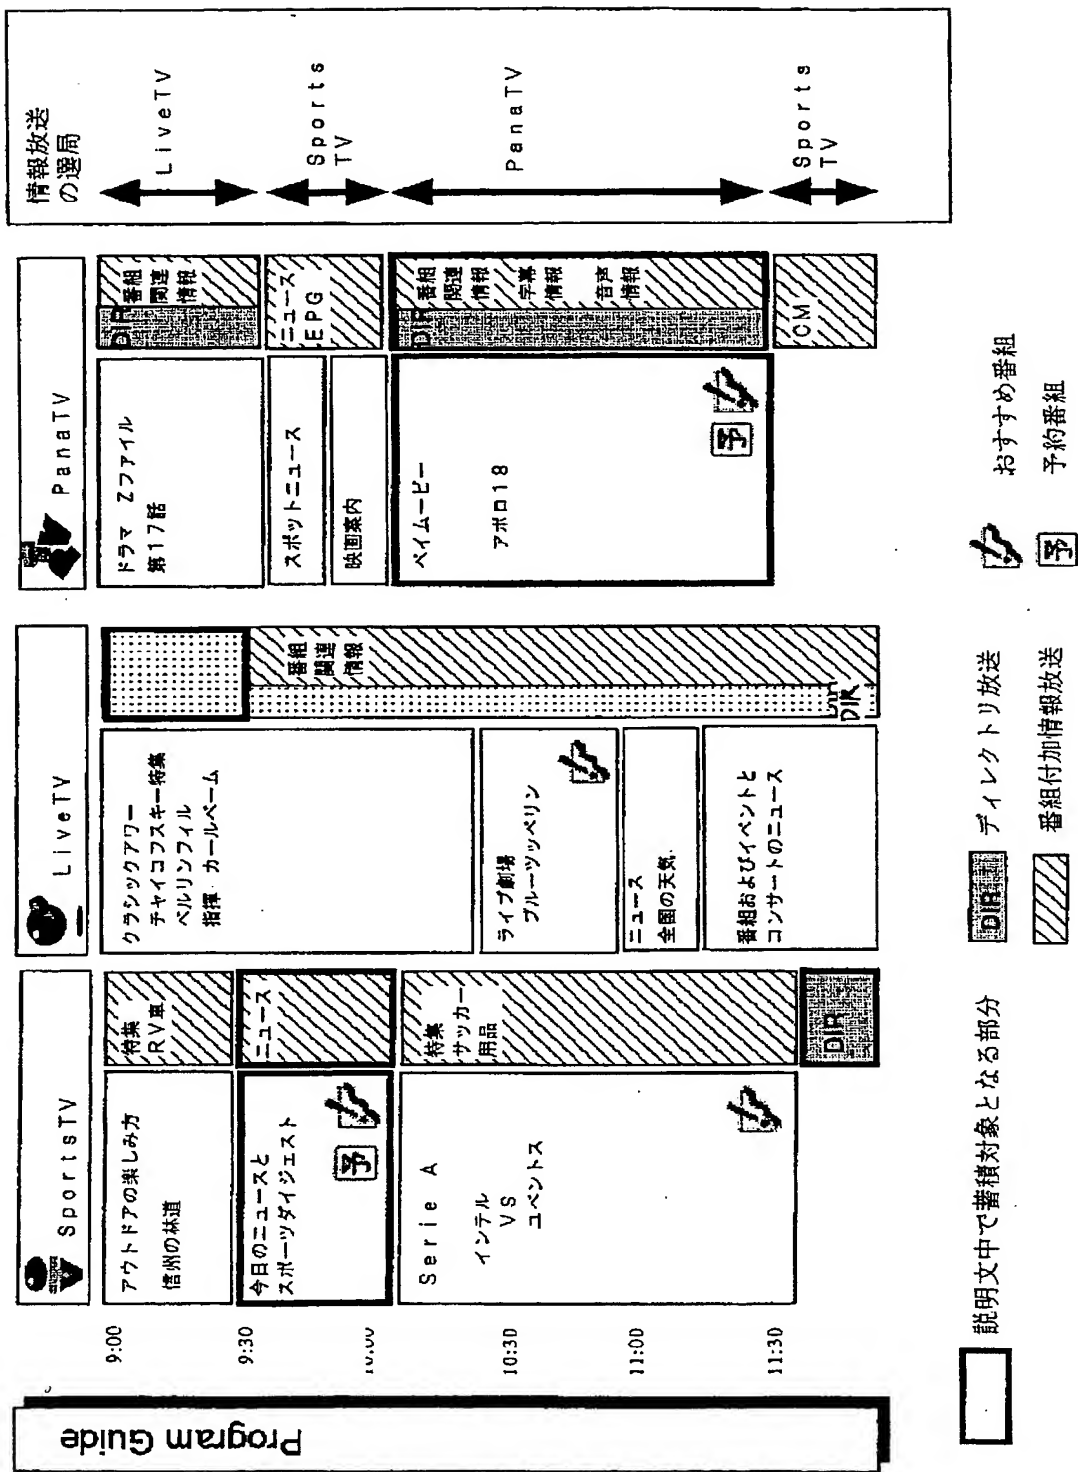 Program Guide
9:00
9:30
10:00
10:30
11:00
11:30
SportsTV
アウトドアの楽しみ方
信州の林道
特集
RV車
今日のニュースと
スポーツダイジェスト
予
ニュース
Serie A
インテル
VS
ユベントス
特集
サッカー
用品
DIR
LiveTV
クラシックアワー
チャイコフスキー特集
ベルリンフィル
指揮 カールベーム
ライブ劇場
ブルーツッペリン
ニュース
全国の天気
番組およびイベントと
コンサートのニュース
番組
関連
情報
DIR
DIR
PanaTV
ドラマ Zファイル
第17話
DIR
番組
関連
情報
スポットニュース
映画案内
ニュース
EPG
ペイムービー
アポロ18
予
DIR
番組
関連
情報
字幕
情報
音声
情報
CM
情報放送
の選局
LiveTV
Sports
TV
PanaTV
Sports
TV
説明文中で蓄積対象となる部分
DIR ディレクトリ放送
番組付加情報放送
おすすめ番組
予 予約番組